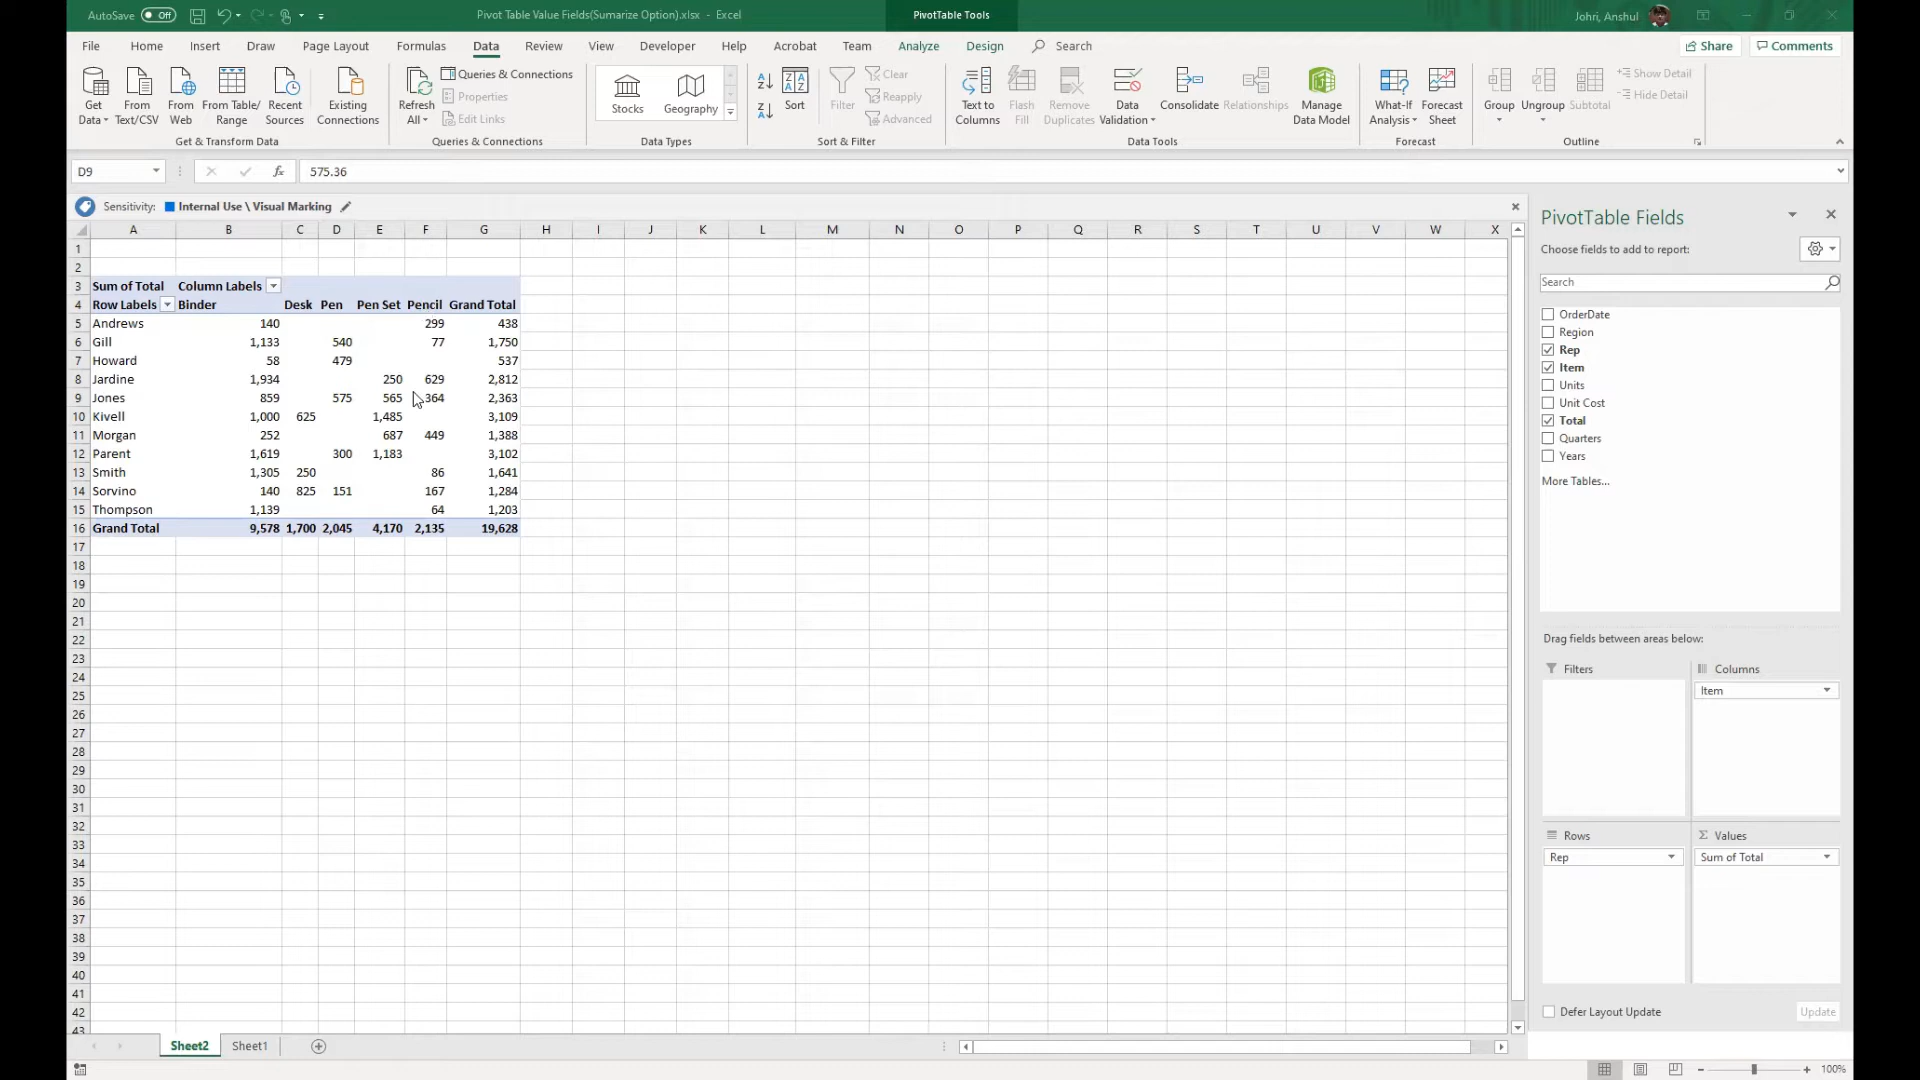 AutoSave Off
Pivot Table Value Fields(Sumarize Option).xlsx - Excel
PivotTable Tools
Johri, Anshul
File Home Insert Draw Page Layout Formulas Data Review View Developer Help Acrobat Team Analyze Design Search
Share Comments
Get Data
From Text/CSV
From Web
From Table/ Range
Recent Sources
Existing Connections
Get & Transform Data
Refresh All
Queries & Connections
Properties
Edit Links
Queries & Connections
Stocks
Geography
Data Types
Sort
Filter
Clear
Reapply
Advanced
Sort & Filter
Text to Columns
Flash Fill
Remove Duplicates
Data Validation
Consolidate
Relationships
Manage Data Model
Data Tools
What-If Analysis
Forecast Sheet
Forecast
Group
Ungroup
Subtotal
Show Detail
Hide Detail
Outline
D9 fx 575.36
Sensitivity: Internal Use \ Visual Marking
A B C D E F G H I J K L M N O P Q R S T U V W X
1
2
3 Sum of Total Column Labels
4 Row Labels Binder Desk Pen Pen Set Pencil Grand Total
5 Andrews 140 299 438
6 Gill 1,133 540 77 1,750
7 Howard 58 479 537
8 Jardine 1,934 250 629 2,812
9 Jones 859 575 565 364 2,363
10 Kivell 1,000 625 1,485 3,109
11 Morgan 252 687 449 1,388
12 Parent 1,619 300 1,183 3,102
13 Smith 1,305 250 86 1,641
14 Sorvino 140 825 151 167 1,284
15 Thompson 1,139 64 1,203
16 Grand Total 9,578 1,700 2,045 4,170 2,135 19,628
17
18
19
20
21
22
23
24
25
26
27
28
29
30
31
32
33
34
35
36
37
38
39
40
41
42
43
PivotTable Fields
Choose fields to add to report:
Search
OrderDate
Region
Rep
Item
Units
Unit Cost
Total
Quarters
Years
More Tables...
Drag fields between areas below:
Filters
Columns
Item
Rows
Values
Rep
Sum of Total
Defer Layout Update
Update
Sheet2 Sheet1
100%